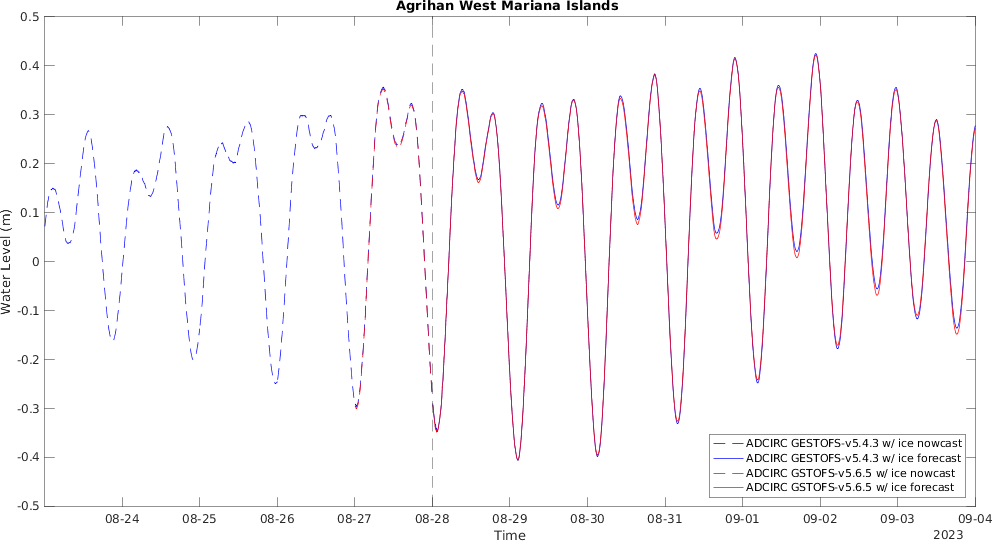 Agrihan West Mariana Islands
0.5
0.4
0.3
0.2
0.1
0
-0.1
-0.2
-0.3
-0.4
-0.5
Water Level (m)
ADCIRC GESTOFS-v5.4.3 w/ ice nowcast
ADCIRC GESTOFS-v5.4.3 w/ ice forecast
ADCIRC GSTOFS-v5.6.5 w/ ice nowcast
ADCIRC GSTOFS-v5.6.5 w/ ice forecast
08-24 08-25 08-26 08-27 08-28 08-29 08-30 08-31 09-01 09-02 09-03 09-04
Time
2023